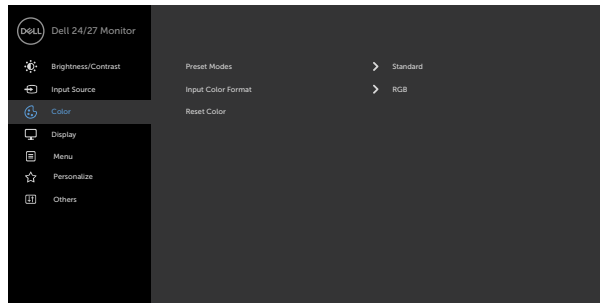 DELL Dell 24/27 Monitor
Brightness/Contrast
Preset Modes Standard
Input Source
Input Color Format RGB
Color
Reset Color
Display
Menu
Personalize
Others